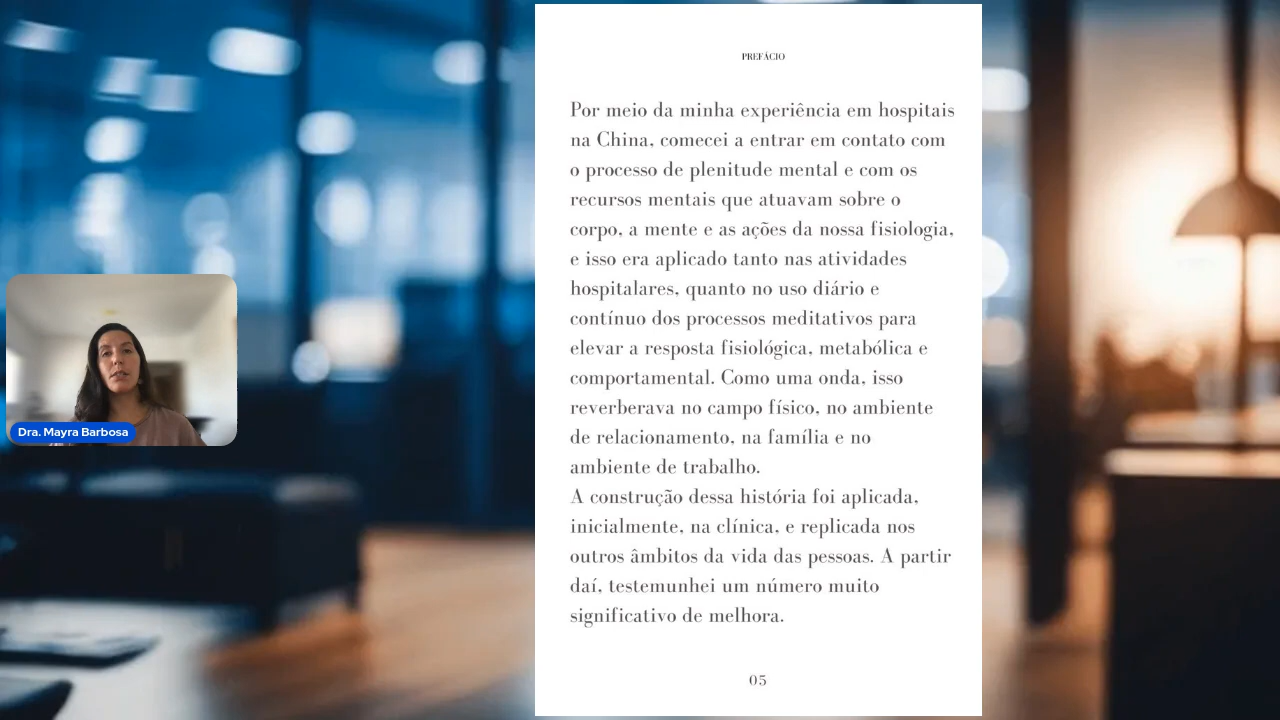 PREFÁCIO
Por meio da minha experiência em hospitais
na China, comecei a entrar em contato com
o processo de plenitude mental e com os
recursos mentais que atuavam sobre o
corpo, a mente e as ações da nossa fisiologia,
e isso era aplicado tanto nas atividades
hospitalares, quanto no uso diário e
contínuo dos processos meditativos para
elevar a resposta fisiológica, metabólica e
comportamental. Como uma onda, isso
reverberava no campo físico, no ambiente
de relacionamento, na família e no
ambiente de trabalho.
A construção dessa história foi aplicada,
inicialmente, na clínica, e replicada nos
outros âmbitos da vida das pessoas. A partir
daí, testemunhei um número muito
significativo de melhora.
05
Dra. Mayra Barbosa